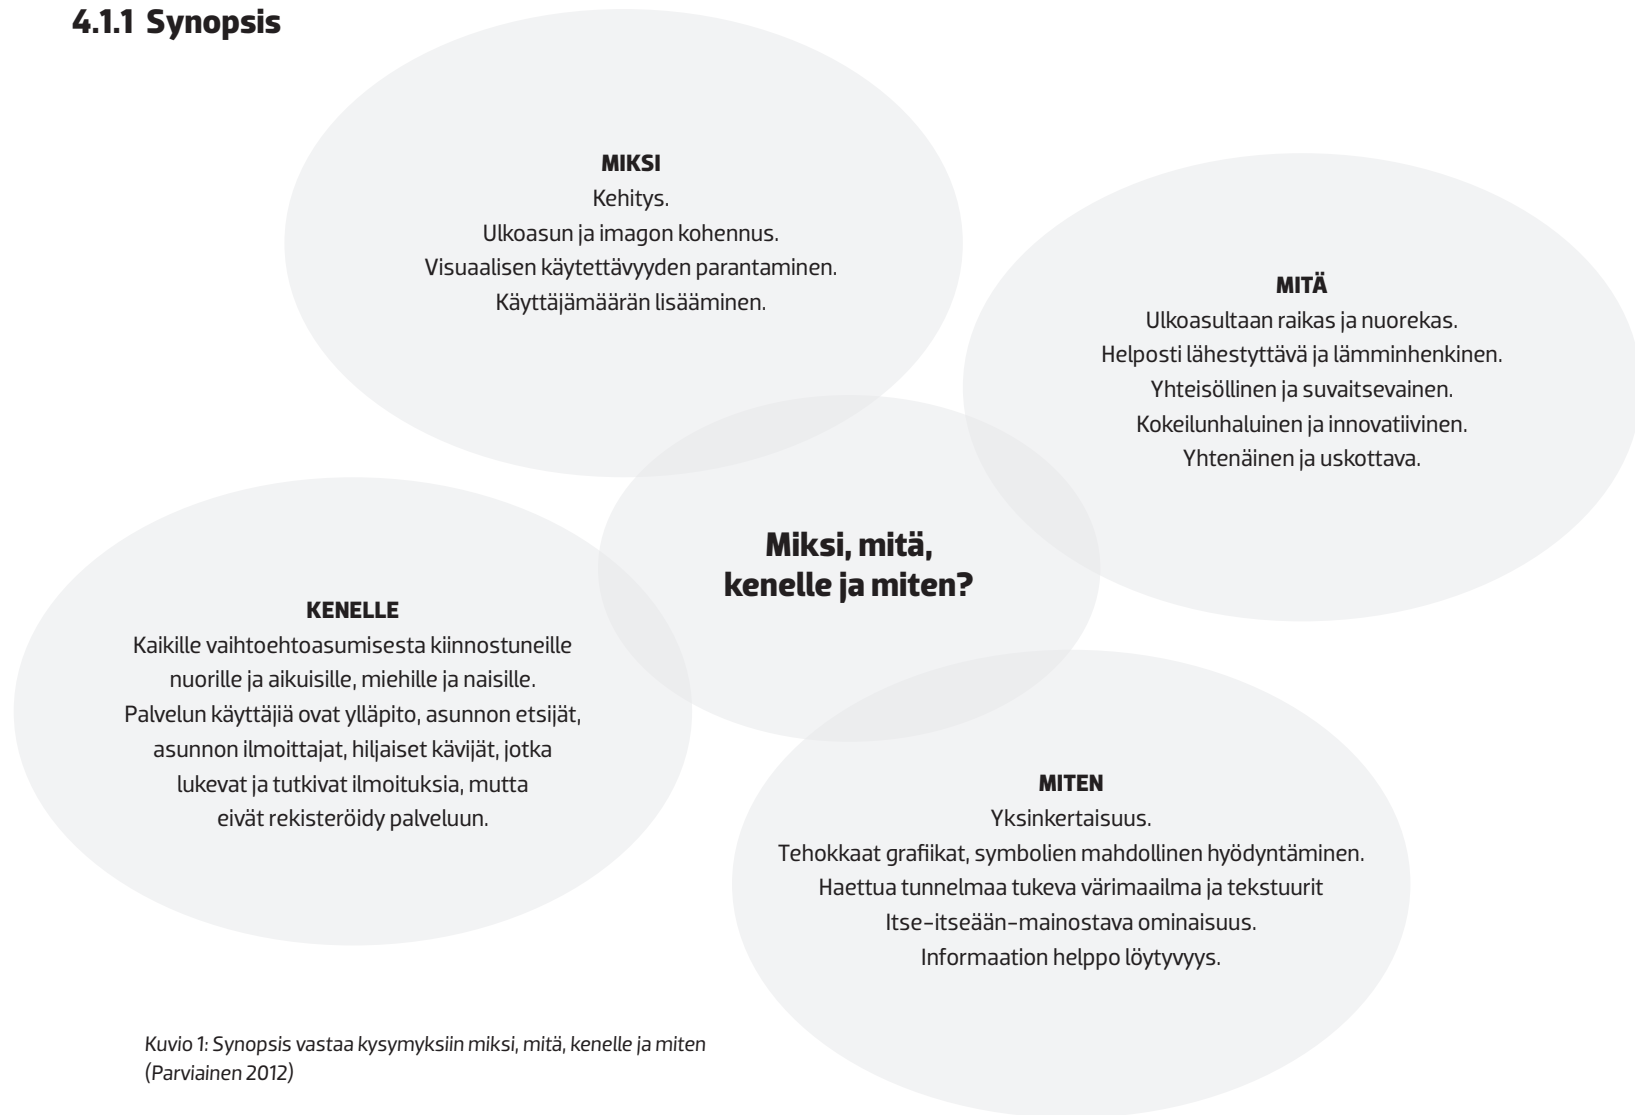 4.1.1 Synopsis
MIKSI
Kehitys.
Ulkoasun ja imagon kohennus.
Visuaalisen käytettävyyden parantaminen.
Käyttäjämäärän lisääminen.
MITÄ
Ulkoasultaan raikas ja nuorekas.
Helposti lähestyttävä ja lämminhenkinen.
Yhteisöllinen ja suvaitsevainen.
Kokeilunhaluinen ja innovatiivinen.
Yhtenäinen ja uskottava.
Miksi, mitä,
kenelle ja miten?
KENELLE
Kaikille vaihtoehtoasumisesta kiinnostuneille
nuorille ja aikuisille, miehille ja naisille.
Palvelun käyttäjiä ovat ylläpito, asunnon etsijät,
asunnon ilmoittajat, hiljaiset kävijät, jotka
lukevat ja tutkivat ilmoituksia, mutta
eivät rekisteröidy palveluun.
MITEN
Yksinkertaisuus.
Tehokkaat grafiikat, symbolien mahdollinen hyödyntäminen.
Haettua tunnelmaa tukeva värimaailma ja tekstuurit
Itse-itseään-mainostava ominaisuus.
Informaation helppo löytyvyys.
Kuvio 1: Synopsis vastaa kysymyksiin miksi, mitä, kenelle ja miten
(Parviainen 2012)